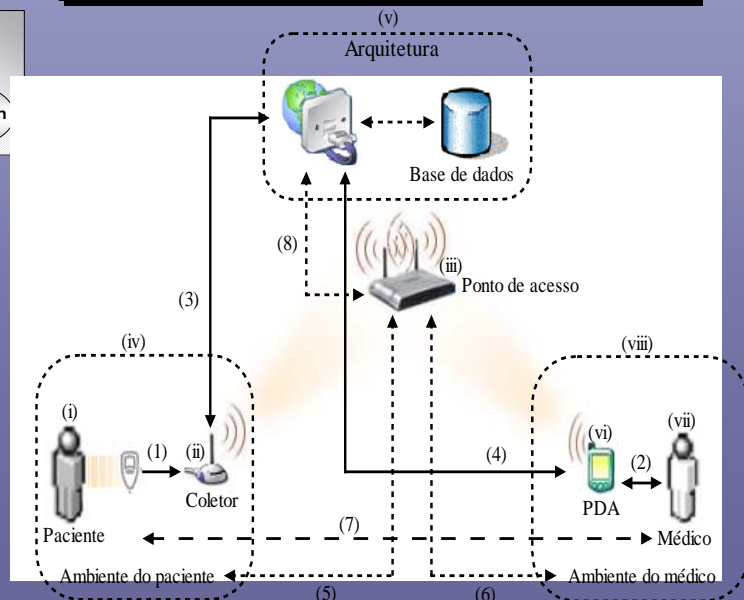 (v)
Arquitetura
Base de dados
(8)
(iii)
Ponto de acesso
(3)
(iv)
(viii)
(i)
(1)
(ii)
Coletor
Paciente
(4)
(vi)
(vii)
(2)
PDA
Médico
(7)
Ambiente do paciente
(5)
(6)
Ambiente do médico